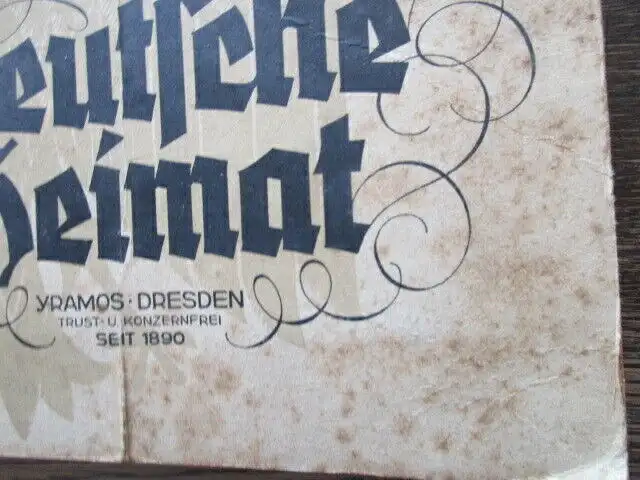 eutsche
Heimat
YRAMOS · DRESDEN
TRUST- U. KONZERNFREI
SEIT 1890